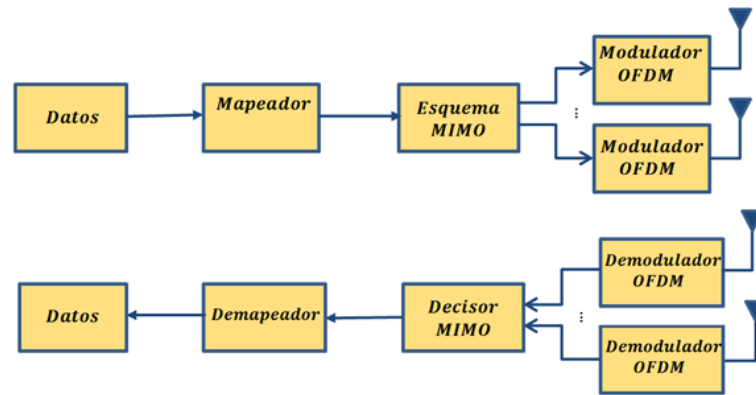 Datos
Mapeador
Esquema
MIMO
Modulador
OFDM
...
Modulador
OFDM
Datos
Demapeador
Decisor
MIMO
Demodulador
OFDM
...
Demodulador
OFDM